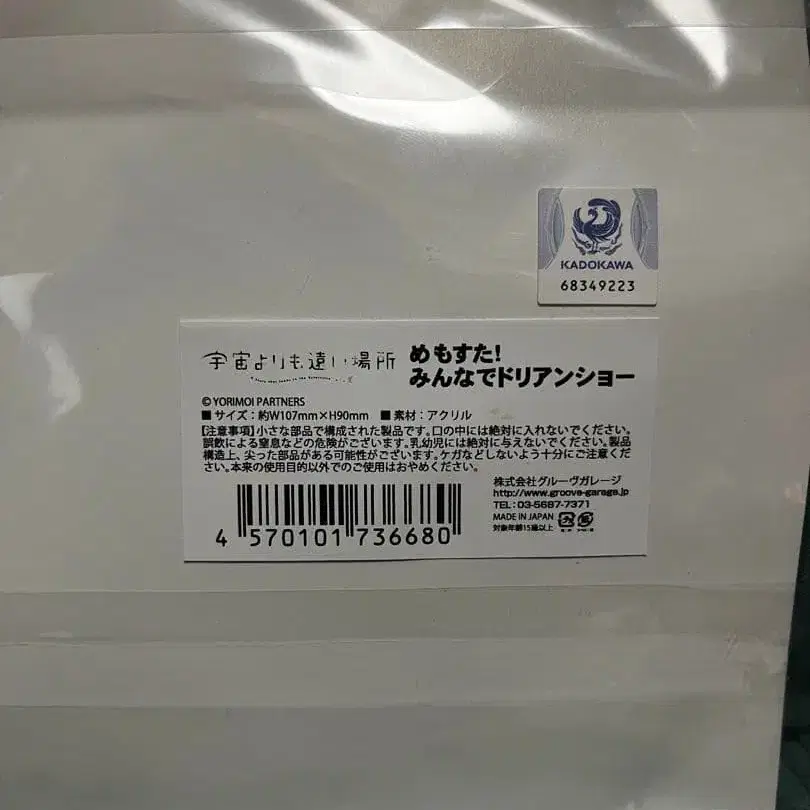 KADOKAWA
68349223
宇宙よりも遠い場所
めもすた!
みんなでドリアンショー
© YORIMOI PARTNERS
■ サイズ:約W107mm×H90mm ■ 素材:アクリル
【注意事項】小さな部品で構成された製品です。口の中には絶対に入れないでください。
誤飲による窒息などの危険がございます。乳幼児には絶対に与えないでください。製品
構造上、尖った部品がある可能性がございます。ケガなどしないよう十分にご注意くだ
さい。本来の使用目的以外でのご使用はおやめください。
株式会社グルーヴガレージ
http://www.groove-garage.jp
TEL:03-5687-7371
MADE IN JAPAN
対象年齢15歳以上
4 570101 736680